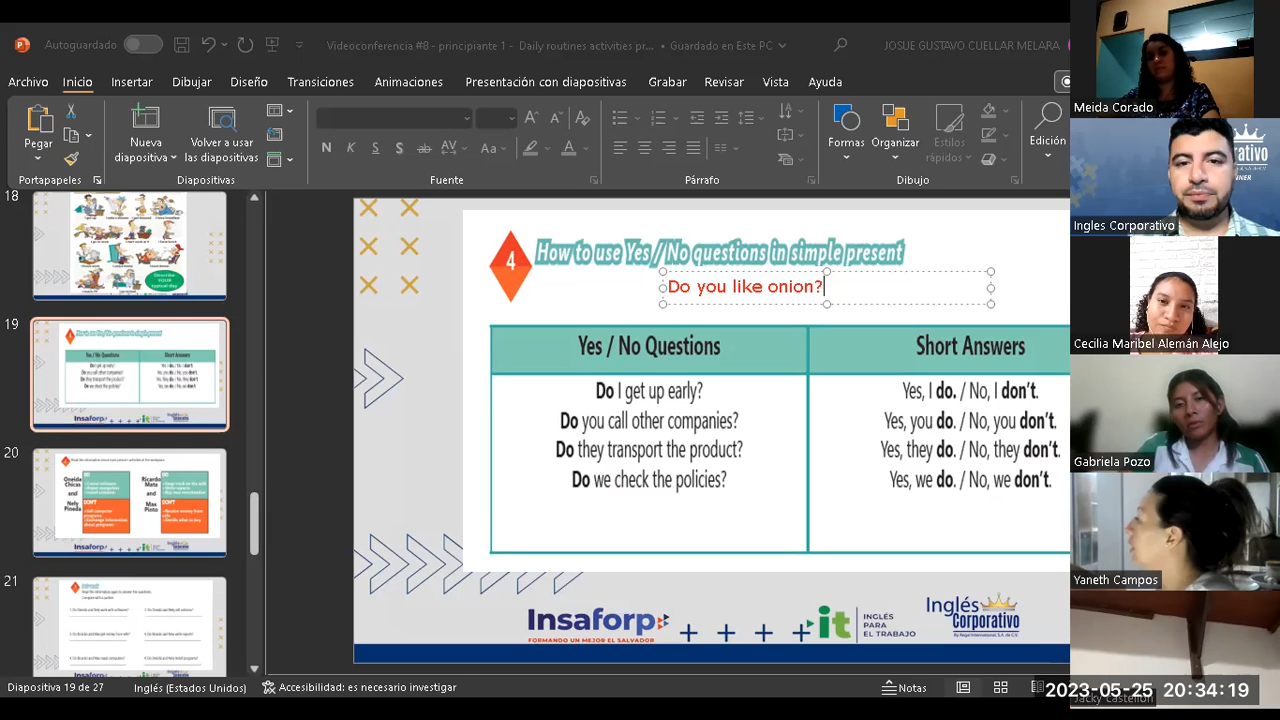 Autoguardado
Videoconferencia #8 - principiante 1 - Daily routines activities pr... • Guardado en Este PC
JOSUE GUSTAVO CUELLAR MELARA
Archivo Inicio Insertar Dibujar Diseño Transiciones Animaciones Presentación con diapositivas Grabar Revisar Vista Ayuda
Pegar
Nueva diapositiva
Volver a usar las diapositivas
Formas
Organizar
Estilos rápidos
Edición
N K S S ab AV Aa A
Portapapeles
Diapositivas
Fuente
Párrafo
Dibujo
18
19
20
21
How to use Yes / No questions in simple present
Do you like onion?
Yes / No Questions
Short Answers
Do I get up early?
Yes, I do. / No, I don't.
Do you call other companies?
Yes, you do. / No, you don't.
Do they transport the product?
Yes, they do. / No, they don't.
Do we check the policies?
Yes, we do. / No, we don't.
Insaforp
FORMANDO UN MEJOR EL SALVADOR
it
INGLÉS
PARA
EL TRABAJO
Inglés
Corporativo
Diapositiva 19 de 27
Inglés (Estados Unidos)
Accesibilidad: es necesario investigar
Notas
Meida Corado
Ingles Corporativo
Cecilia Maribel Alemán Alejo
Gabriela Pozo
Yaneth Campos
Jacky Castellon
2023-05-25 20:34:19